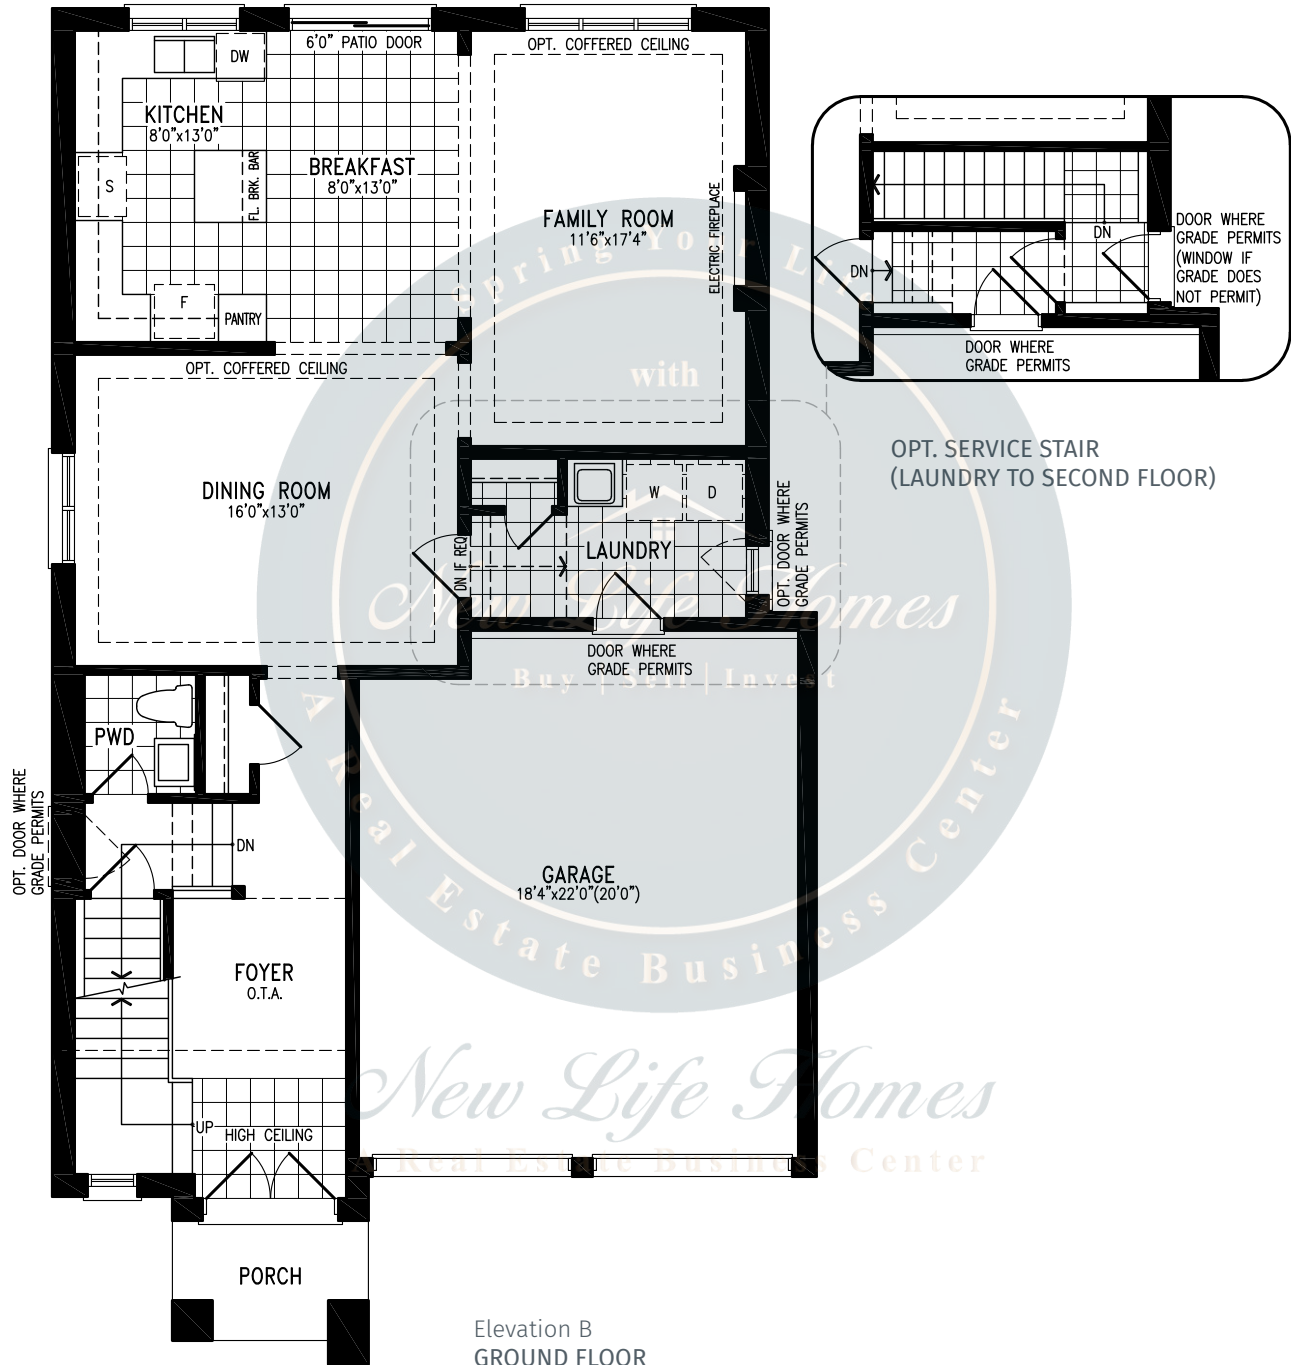 6'0" PATIO DOOR
OPT. COFFERED CEILING
DW
KITCHEN
8'0"x13'0"
BREAKFAST
8'0"x13'0"
S
FL. BRK. BAR
FAMILY ROOM
11'6"x17'4"
ELECTRIC FIREPLACE
F
PANTRY
DN
DN
DOOR WHERE
GRADE PERMITS
(WINDOW IF
GRADE DOES
NOT PERMIT)
DOOR WHERE
GRADE PERMITS
OPT. SERVICE STAIR
(LAUNDRY TO SECOND FLOOR)
OPT. COFFERED CEILING
DINING ROOM
16'0"x13'0"
W
D
LAUNDRY
DN IF REQ
OPT. DOOR WHERE
GRADE PERMITS
DOOR WHERE
GRADE PERMITS
PWD
OPT. DOOR WHERE
GRADE PERMITS
DN
GARAGE
18'4"x22'0"(20'0")
FOYER
O.T.A.
UP
HIGH CEILING
PORCH
Elevation B
GROUND FLOOR
Spring Your Life
with
New Life Homes
Buy | Sell | Invest
A Real Estate Business Center
New Life Homes
A Real Estate Business Center